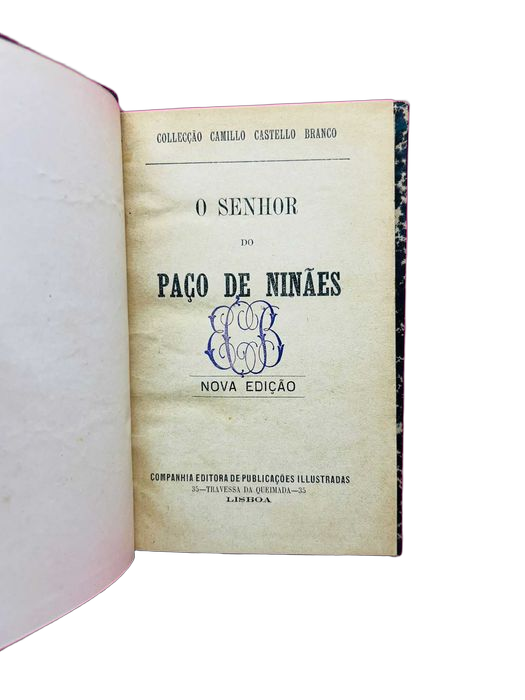 COLLECÇÃO CAMILLO CASTELLO BRANCO
O SENHOR
DO
PAÇO DE NINÃES
NOVA EDIÇÃO
COMPANHIA EDITORA DE PUBLICAÇÕES ILLUSTRADAS
35—TRAVESSA DA QUEIMADA—35
LISBOA